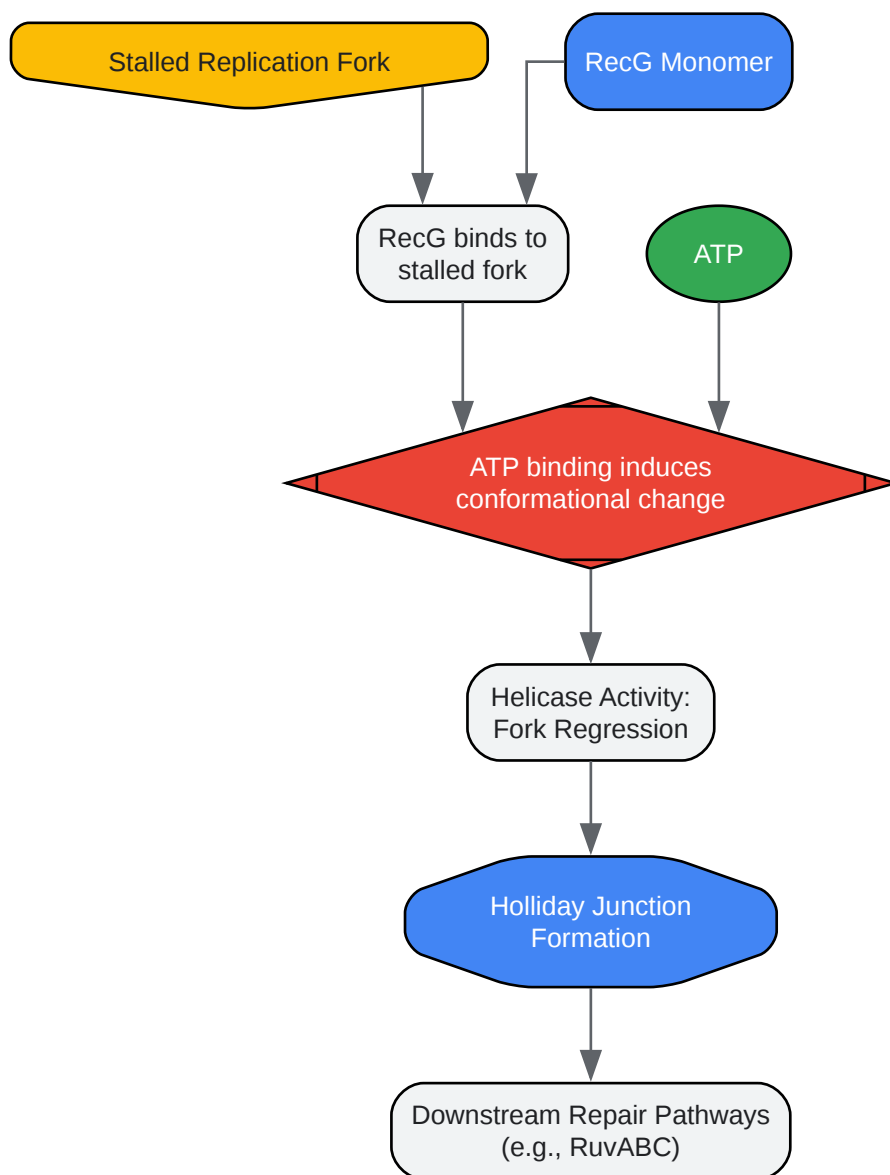 Stalled Replication Fork
RecG Monomer
RecG binds to
stalled fork
ATP
ATP binding induces
conformational change
Helicase Activity:
Fork Regression
Holliday Junction
Formation
Downstream Repair Pathways
(e.g., RuvABC)